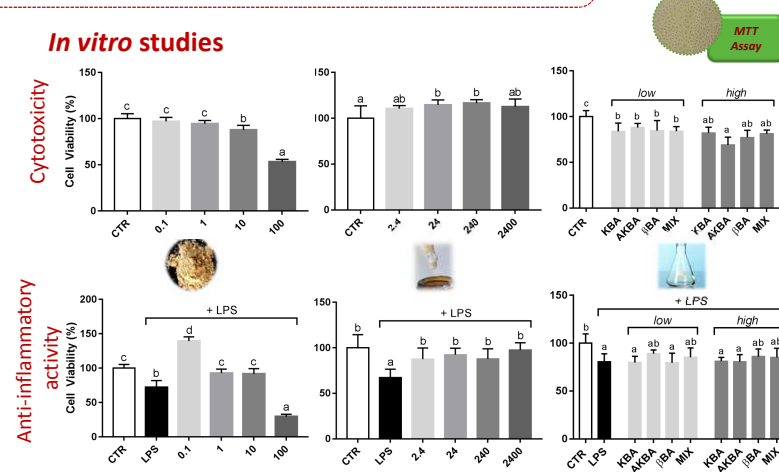 In vitro studies
MTT
Assay
Cytotoxicity
Cell Viability (%)
150
100
50
0
c
c
c
b
a
CTR
0.1
1
10
100
150
100
50
0
a
ab
b
b
ab
CTR
2.4
24
240
2400
150
100
50
0
low
high
c
b
b
b
b
ab
a
ab
ab
CTR
KBA
AKBA
βBA
MIX
KBA
AKBA
βBA
MIX
Anti-inflammatory
activity
Cell Viability (%)
200
150
100
50
0
+ LPS
c
b
d
c
c
a
CTR
LPS
0.1
1
10
100
150
100
50
0
+ LPS
b
a
b
b
b
b
CTR
LPS
2.4
24
240
2400
150
100
50
0
+ LPS
low
high
b
a
a
ab
a
ab
a
a
ab
ab
CTR
LPS
KBA
AKBA
βBA
MIX
KBA
AKBA
βBA
MIX